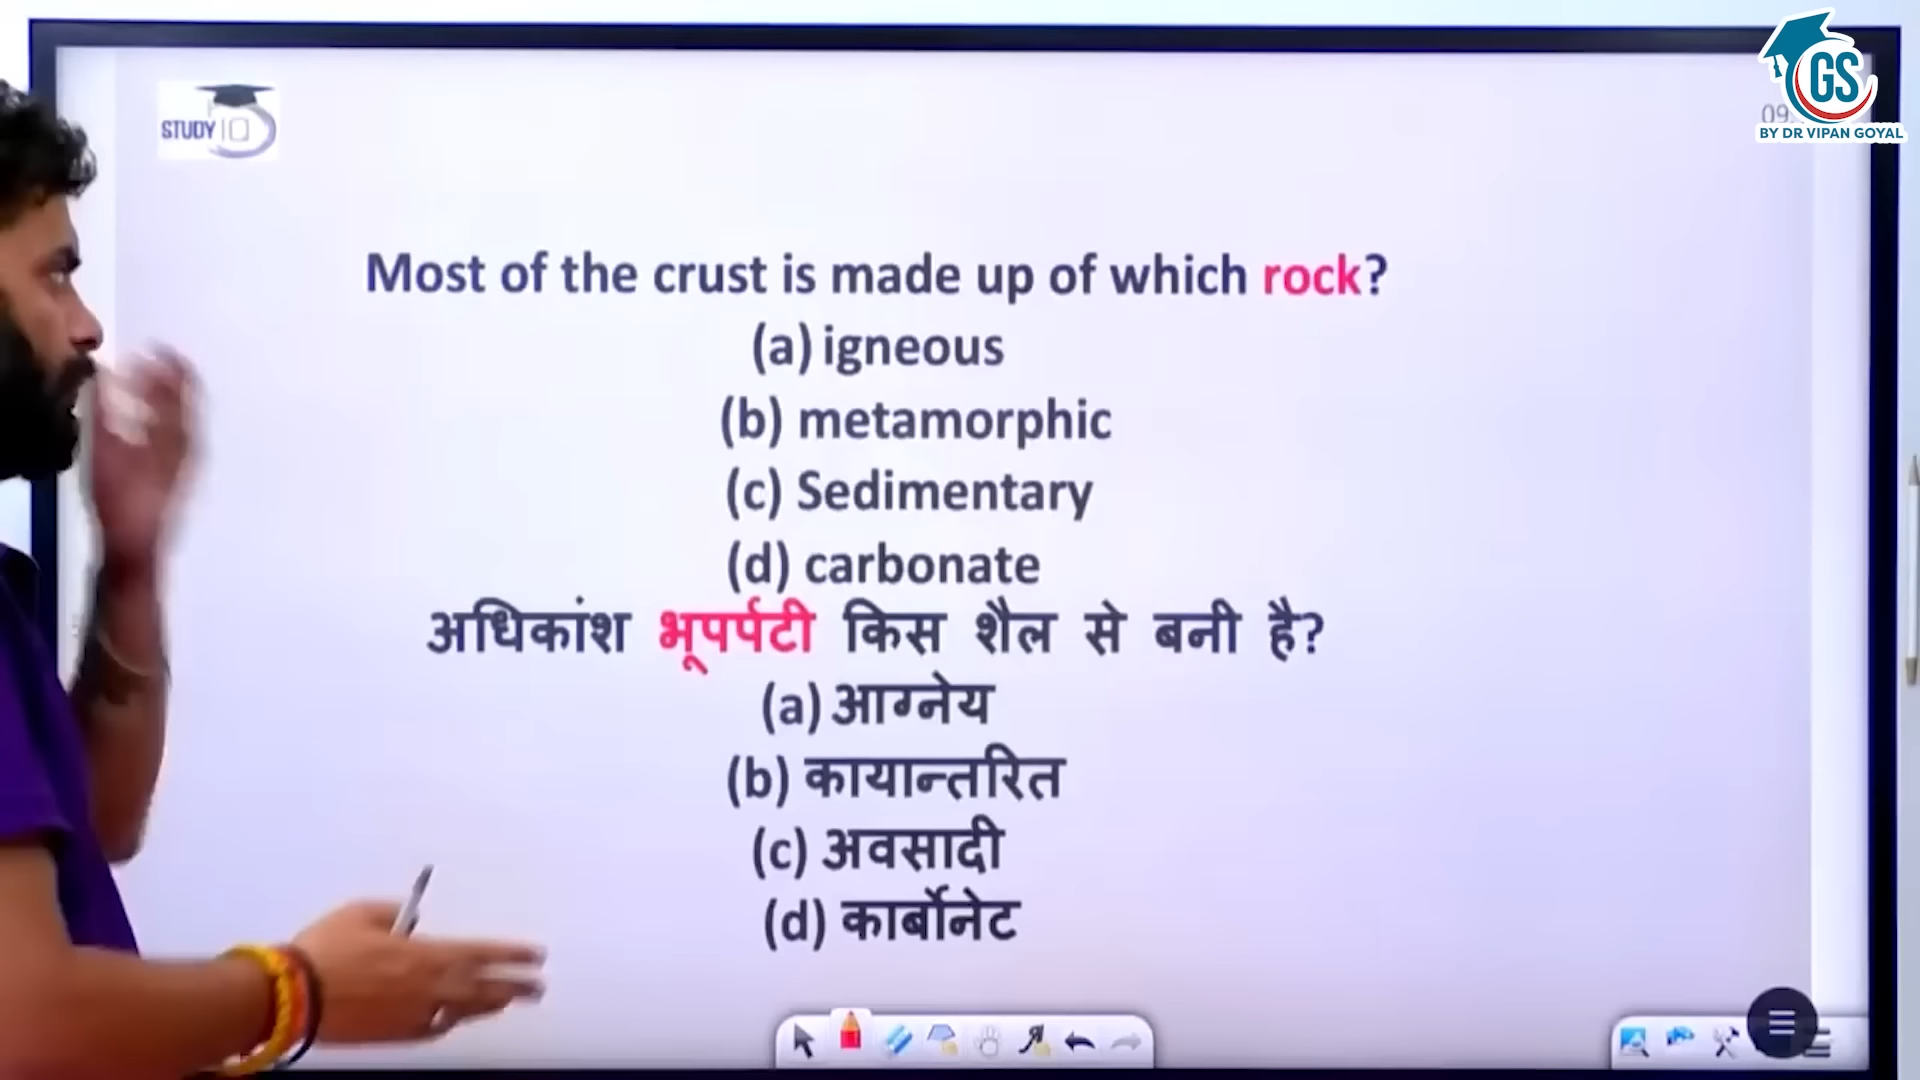 STUDY IQ
GS
09
BY DR VIPAN GOYAL
Most of the crust is made up of which rock?
(a) igneous
(b) metamorphic
(c) Sedimentary
(d) carbonate
अधिकांश भूपर्पटी किस शैल से बनी है?
(a) आग्नेय
(b) कायान्तरित
(c) अवसादी
(d) कार्बोनेट